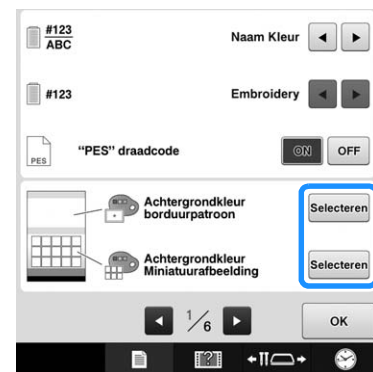 #123
ABC
Naam Kleur
#123
Embroidery
PES
"PES" draadcode
ON
OFF
Achtergrondkleur
borduurpatroon
Selecteren
Achtergrondkleur
Miniatuurafbeelding
Selecteren
1/6
OK
?